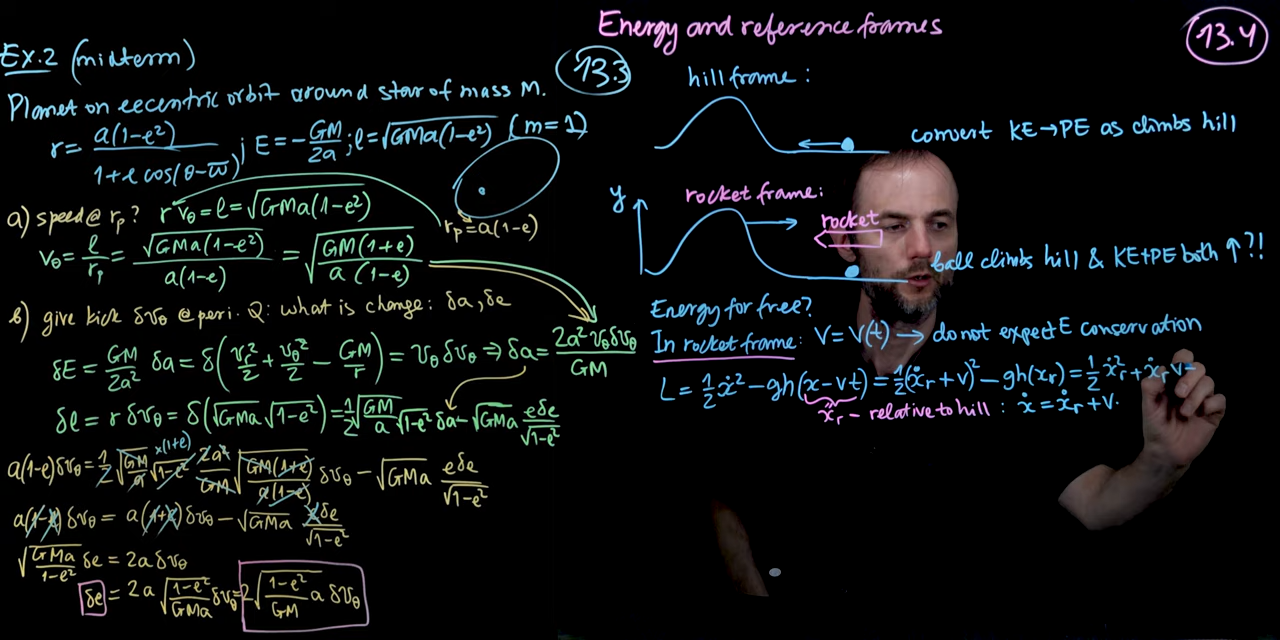 Ex.2 (midterm)
13.3
Planet on eccentric orbit around star of mass M.
r = a(1-e²) / 1+e cos(θ-ϖ) ; E = -GM/2a ; l = √GMa(1-e²) (m=1)
a) speed @ rp? r vθ = l = √GMa(1-e²)
rp = a(1-e)
vθ = l/rp = √GMa(1-e²) / a(1-e) = √GM(1+e) / a(1-e)
b) give kick δvθ @ peri. Q: what is change: δa, δe
δE = GM/2a² δa = δ(vr²/2 + vθ²/2 - GM/r) = vθ δvθ ⇒ δa = 2a² vθ δvθ / GM
δl = r δvθ = δ(√GMa √1-e²) = 1/2 √GM/a √1-e² δa - √GMa eδe/√1-e²
a(1-e)δvθ = 1/2 √GM/a √1-e² ×(1+e) 2a²/GM √GM(1+e)/a(1-e) δvθ - √GMa eδe/√1-e²
a(1-e)δvθ = a(1+e)δvθ - √GMa eδe/√1-e²
√GMa/1-e² δe = 2a δvθ
δe = 2a √1-e²/GMa δvθ = 2√1-e²/GM a δvθ
Energy and reference frames
13.4
hill frame:
convert KE→PE as climbs hill
y
rocket frame:
rocket
ball climbs hill & KE+PE both ↑?!
Energy for free?
In rocket frame: V = V(t) → do not expect E conservation
L = 1/2 ẋ² - gh(x-vt) = 1/2(ẋr + v)² - gh(xr) = 1/2 ẋr² + ẋr v
xr - relative to hill: ẋ = ẋr + v.